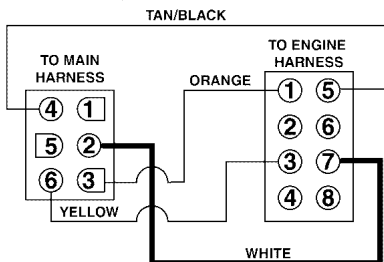 TAN/BLACK
TO MAIN
HARNESS
TO ENGINE
HARNESS
ORANGE
4 1
5 2
6 3
1 5
2 6
3 7
4 8
YELLOW
WHITE